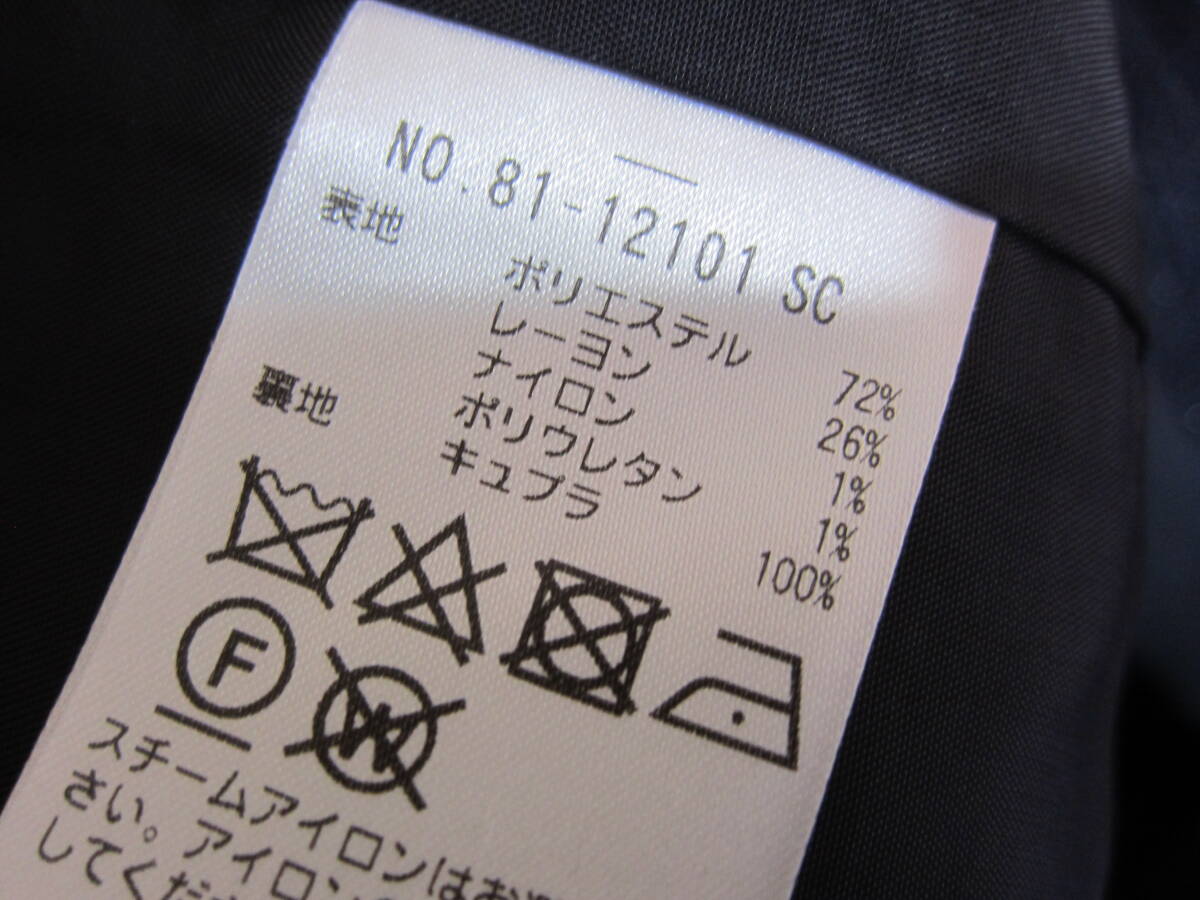 NO.81-12101 SC
表地 ポリエステル 72%
レーヨン 26%
ナイロン 1%
ポリウレタン 1%
裏地 キュプラ 100%
F W
スチームアイロンはお
さい。アイロン
してくだ